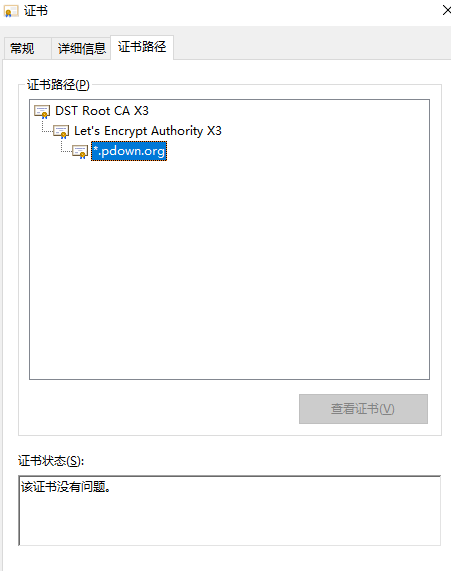 证书
常规 详细信息 证书路径
证书路径(P)
DST Root CA X3
Let's Encrypt Authority X3
*.pdown.org
查看证书(V)
证书状态(S):
该证书没有问题。